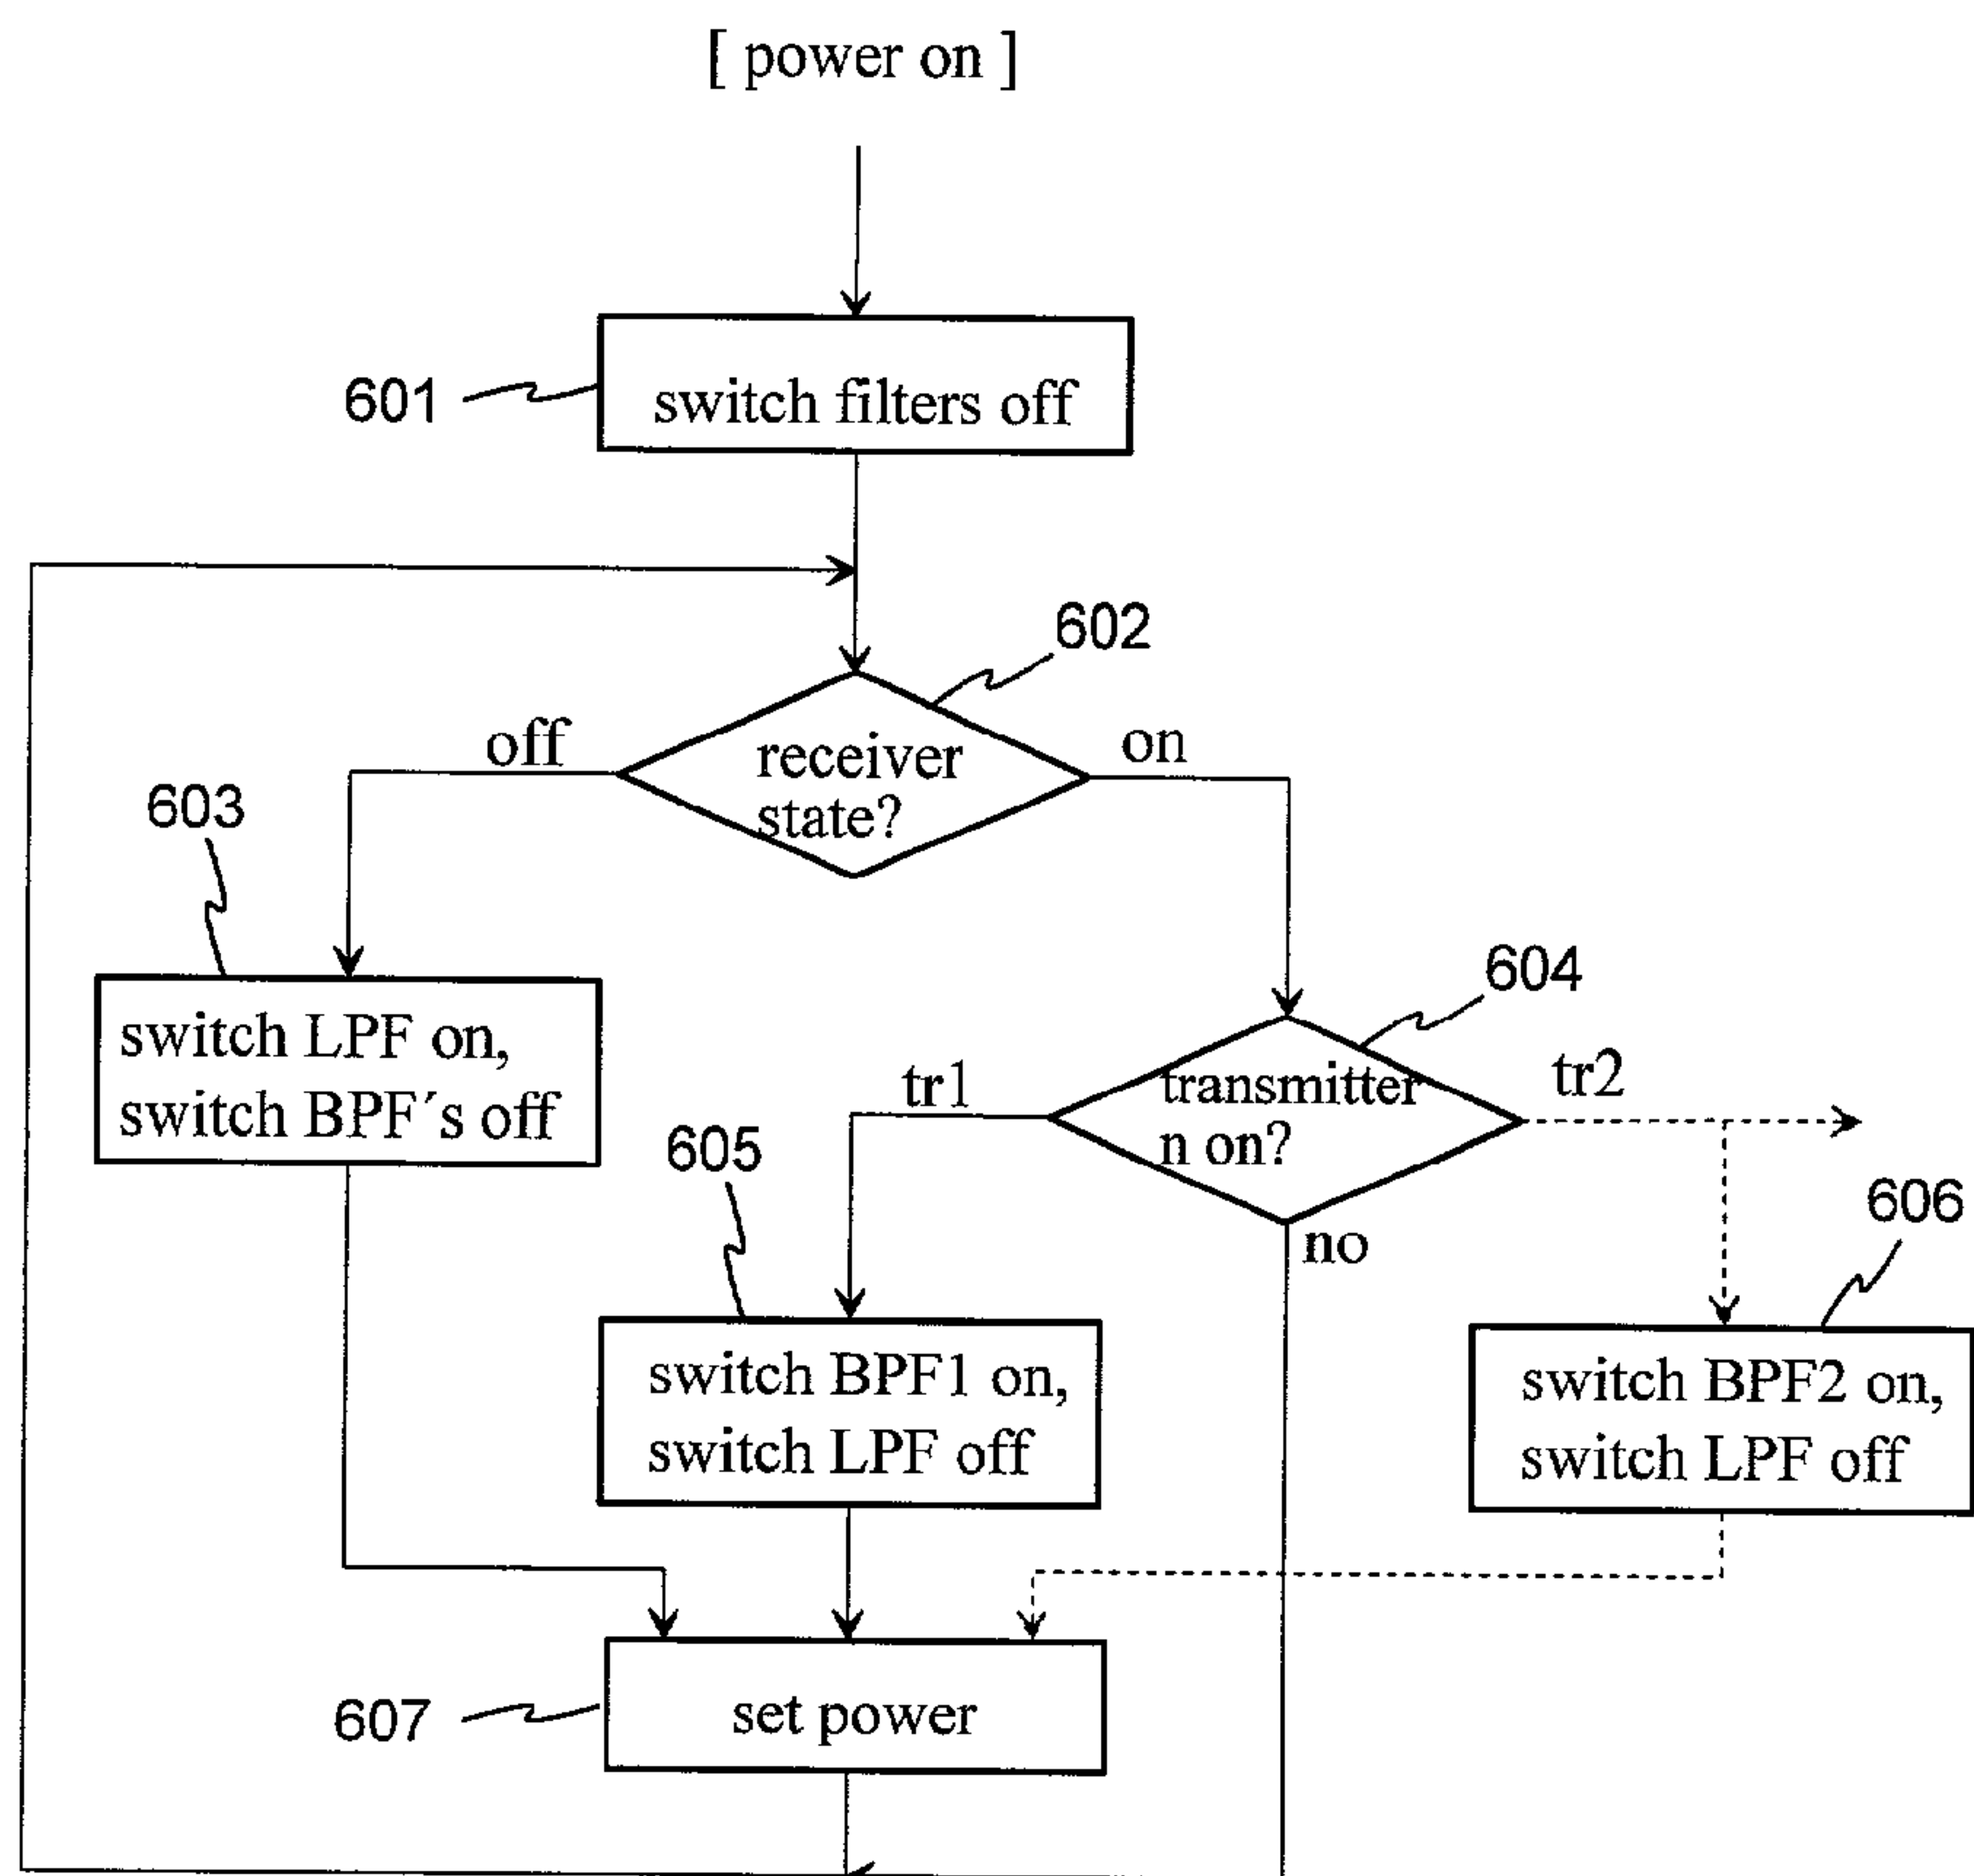 [ power on ]
601
switch filters off
602
off
receiver
state?
on
603
switch LPF on,
switch BPF´s off
604
tr1
transmitter
n on?
tr2
no
605
switch BPF1 on,
switch LPF off
606
switch BPF2 on,
switch LPF off
607
set power